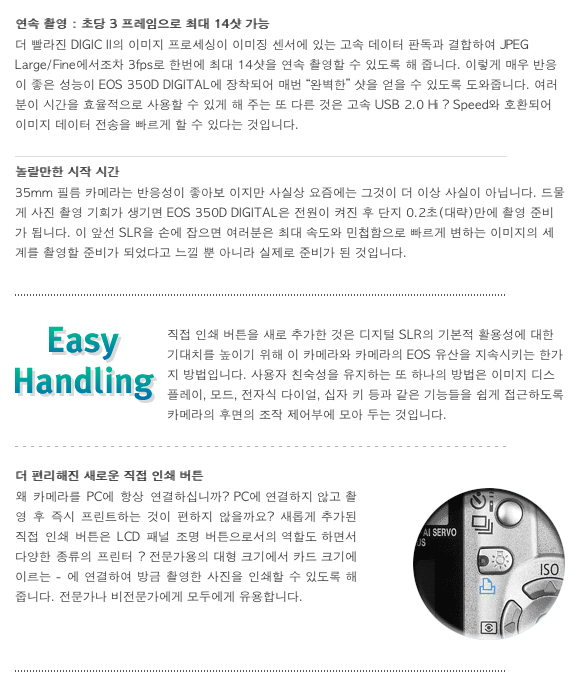 연속 촬영 : 초당 3 프레임으로 최대 14샷 가능
더 빨라진 DIGIC II의 이미지 프로세싱이 이미징 센서에 있는 고속 데이터 판독과 결합하여 JPEG
Large/Fine에서조차 3fps로 한번에 최대 14샷을 연속 촬영할 수 있도록 해 줍니다. 이렇게 매우 반응
이 좋은 성능이 EOS 350D DIGITAL에 장착되어 매번 “완벽한” 샷을 얻을 수 있도록 도와줍니다. 여러
분이 시간을 효율적으로 사용할 수 있게 해 주는 또 다른 것은 고속 USB 2.0 Hi ? Speed와 호환되어
이미지 데이터 전송을 빠르게 할 수 있다는 것입니다.
놀랄만한 시작 시간
35mm 필름 카메라는 반응성이 좋아보 이지만 사실상 요즘에는 그것이 더 이상 사실이 아닙니다. 드물
게 사진 촬영 기회가 생기면 EOS 350D DIGITAL은 전원이 켜진 후 단지 0.2초(대략)만에 촬영 준비
가 됩니다. 이 앞선 SLR을 손에 잡으면 여러분은 최대 속도와 민첩함으로 빠르게 변하는 이미지의 세
계를 촬영할 준비가 되었다고 느낄 뿐 아니라 실제로 준비가 된 것입니다.
Easy
Handling
직접 인쇄 버튼을 새로 추가한 것은 디지털 SLR의 기본적 활용성에 대한
기대치를 높이기 위해 이 카메라와 카메라의 EOS 유산을 지속시키는 한가
지 방법입니다. 사용자 친숙성을 유지하는 또 하나의 방법은 이미지 디스
플레이, 모드, 전자식 다이얼, 십자 키 등과 같은 기능들을 쉽게 접근하도록
카메라의 후면의 조작 제어부에 모아 두는 것입니다.
더 편리해진 새로운 직접 인쇄 버튼
왜 카메라를 PC에 항상 연결하십니까? PC에 연결하지 않고 촬
영 후 즉시 프린트하는 것이 편하지 않을까요? 새롭게 추가된
직접 인쇄 버튼은 LCD 패널 조명 버튼으로서의 역할도 하면서
다양한 종류의 프린터 ? 전문가용의 대형 크기에서 카드 크기에
이르는 - 에 연결하여 방금 촬영한 사진을 인쇄할 수 있도록 해
줍니다. 전문가나 비전문가에게 모두에게 유용합니다.
AI SERVO
US
ISO